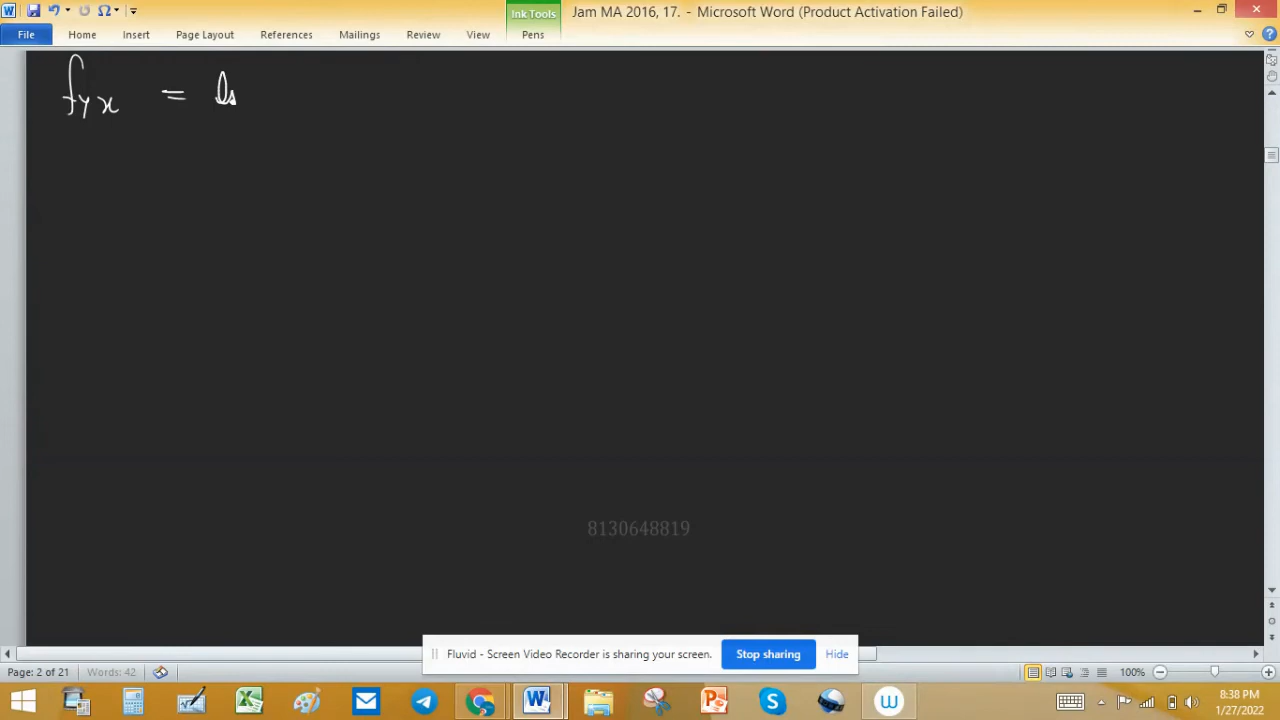 Jam MA 2016, 17. - Microsoft Word (Product Activation Failed)
Ink Tools
File Home Insert Page Layout References Mailings Review View Pens
fyx =
8130648819
Fluvid - Screen Video Recorder is sharing your screen. Stop sharing Hide
Page: 2 of 21 Words: 42 100%
8:38 PM
1/27/2022